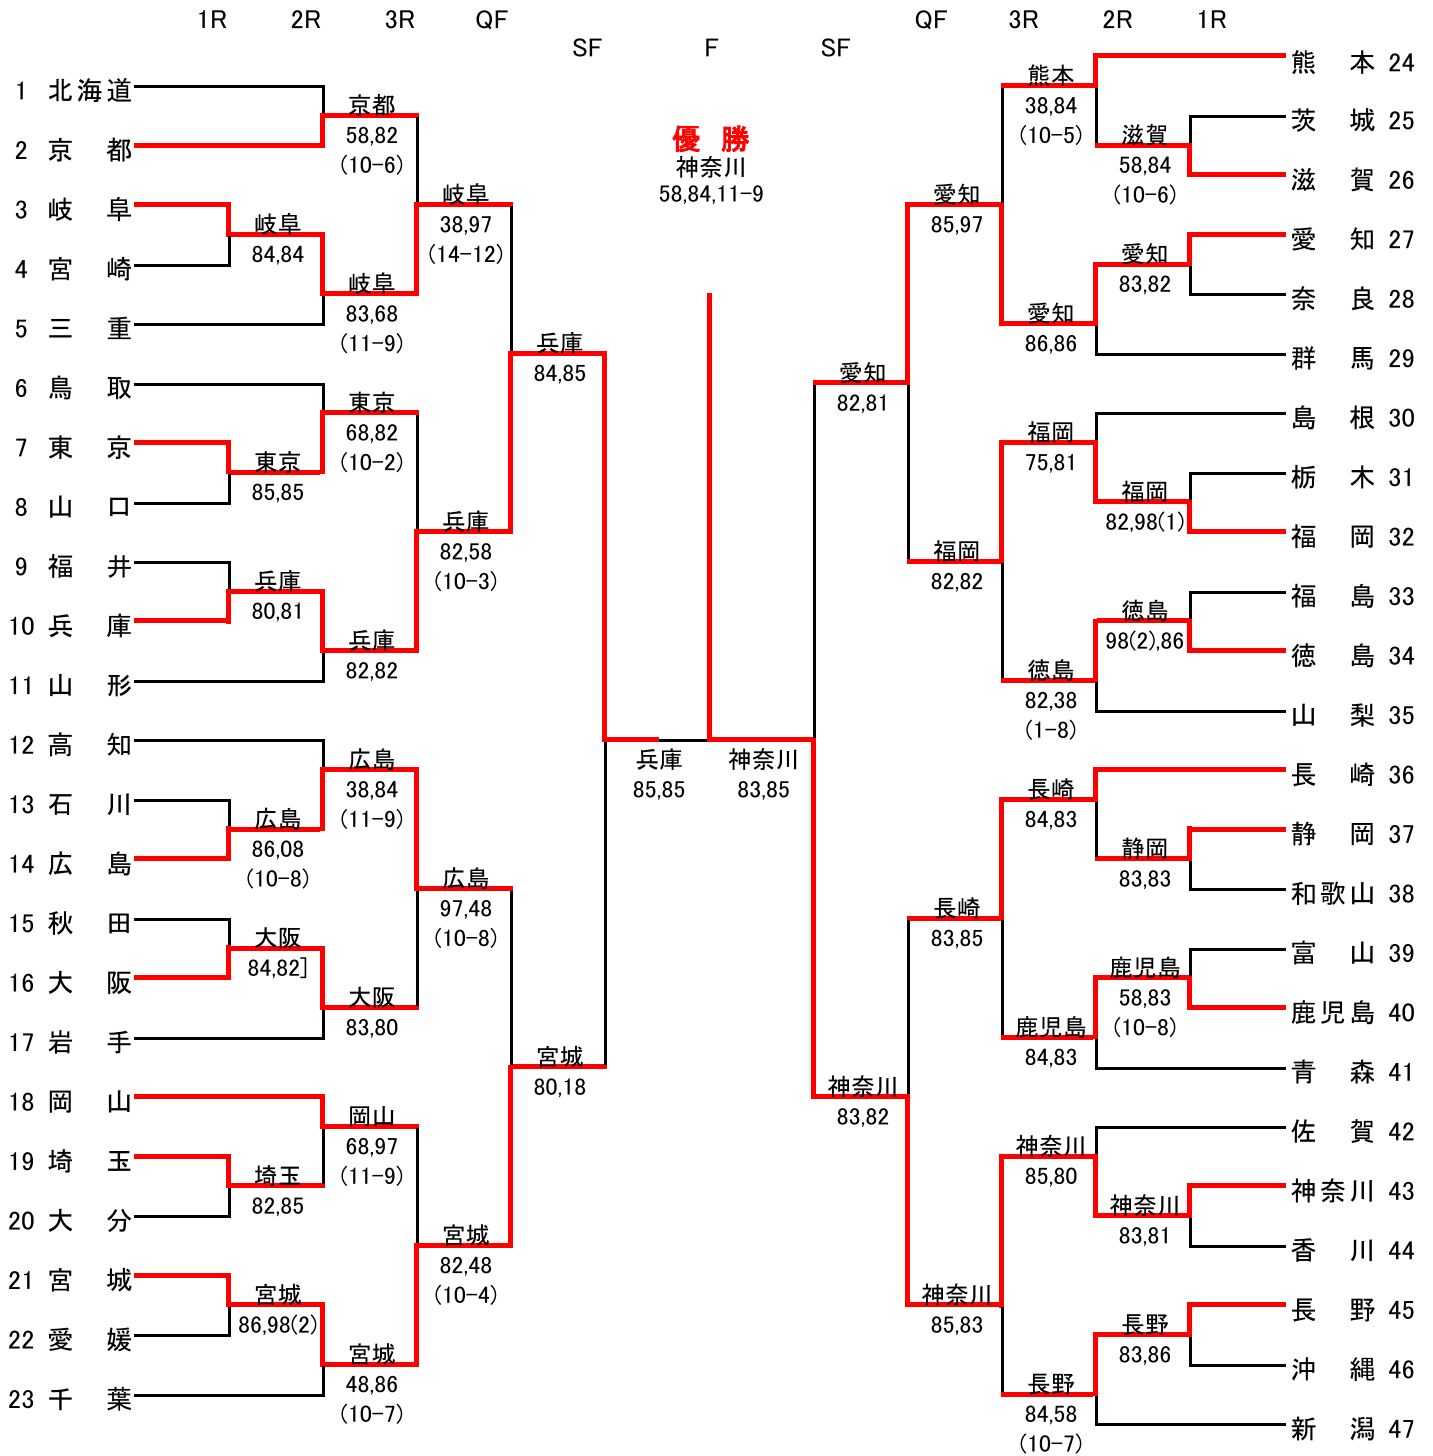 1R 2R 3R QF SF F SF QF 3R 2R 1R
優 勝
神奈川
58,84,11-9
1 北海道
2 京 都
3 岐 阜
4 宮 崎
5 三 重
6 鳥 取
7 東 京
8 山 口
9 福 井
10 兵 庫
11 山 形
12 高 知
13 石 川
14 広 島
15 秋 田
16 大 阪
17 岩 手
18 岡 山
19 埼 玉
20 大 分
21 宮 城
22 愛 媛
23 千 葉
岐阜
84,84
東京
85,85
兵庫
80,81
広島
86,08
(10-8)
大阪
84,82]
埼玉
82,85
宮城
86,98(2)
京都
58,82
(10-6)
岐阜
83,68
(11-9)
東京
68,82
(10-2)
兵庫
82,82
広島
38,84
(11-9)
大阪
83,80
岡山
68,97
(11-9)
宮城
48,86
(10-7)
岐阜
38,97
(14-12)
兵庫
82,58
(10-3)
広島
97,48
(10-8)
宮城
82,48
(10-4)
兵庫
84,85
宮城
80,18
兵庫
85,85
神奈川
83,85
愛知
82,81
神奈川
83,82
愛知
85,97
福岡
82,82
長崎
83,85
神奈川
85,83
熊本
38,84
(10-5)
愛知
86,86
福岡
75,81
徳島
82,38
(1-8)
長崎
84,83
鹿児島
84,83
神奈川
85,80
長野
84,58
(10-7)
滋賀
58,84
(10-6)
愛知
83,82
福岡
82,98(1)
徳島
98(2),86
静岡
83,83
鹿児島
58,83
(10-8)
神奈川
83,81
長野
83,86
熊 本 24
茨 城 25
滋 賀 26
愛 知 27
奈 良 28
群 馬 29
島 根 30
栃 木 31
福 岡 32
福 島 33
徳 島 34
山 梨 35
長 崎 36
静 岡 37
和歌山 38
富 山 39
鹿児島 40
青 森 41
佐 賀 42
神奈川 43
香 川 44
長 野 45
沖 縄 46
新 潟 47